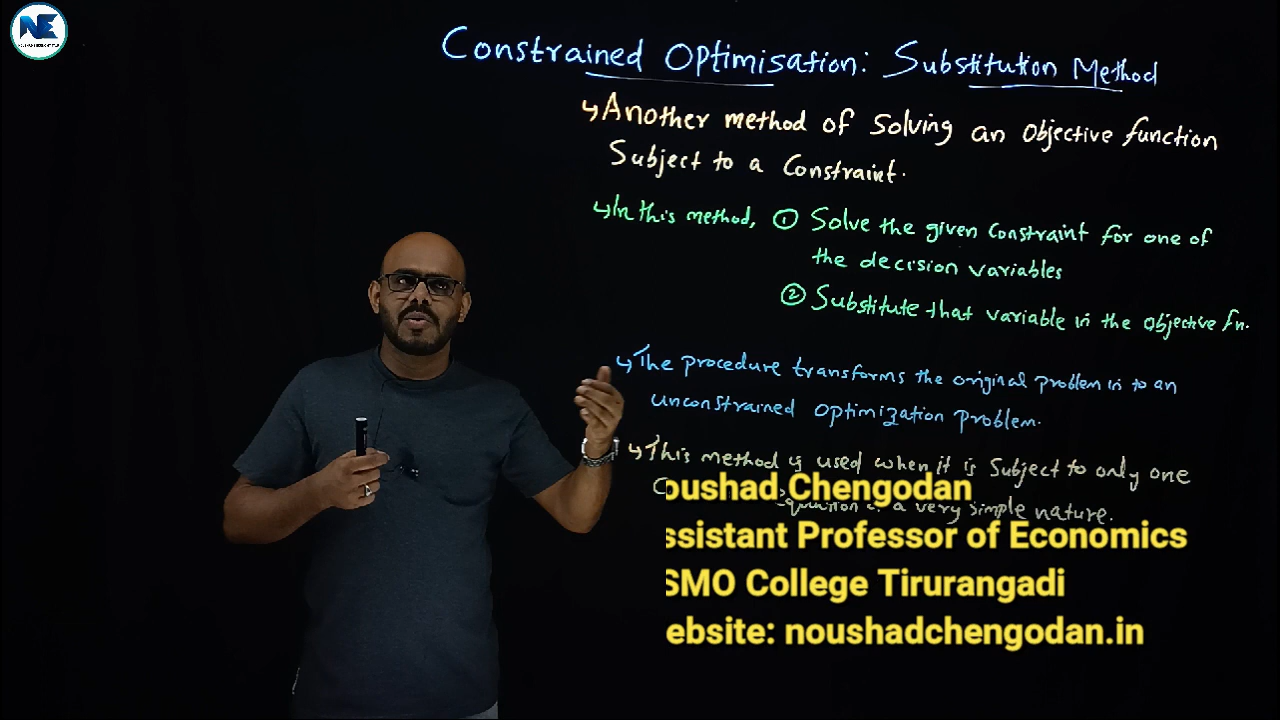 NE
Constrained Optimisation: Substitution Method
↳ Another method of solving an objective function
Subject to a Constraint.
↳ In this method, ① Solve the given constraint for one of
the decision variables
② Substitute that variable in the objective fn.
↳ The procedure transforms the original problem in to an
unconstrained optimization problem.
↳ This method is used when it is subject to only one
a very simple nature.
oushad Chengodan
ssistant Professor of Economics
SMO College Tirurangadi
ebsite: noushadchengodan.in